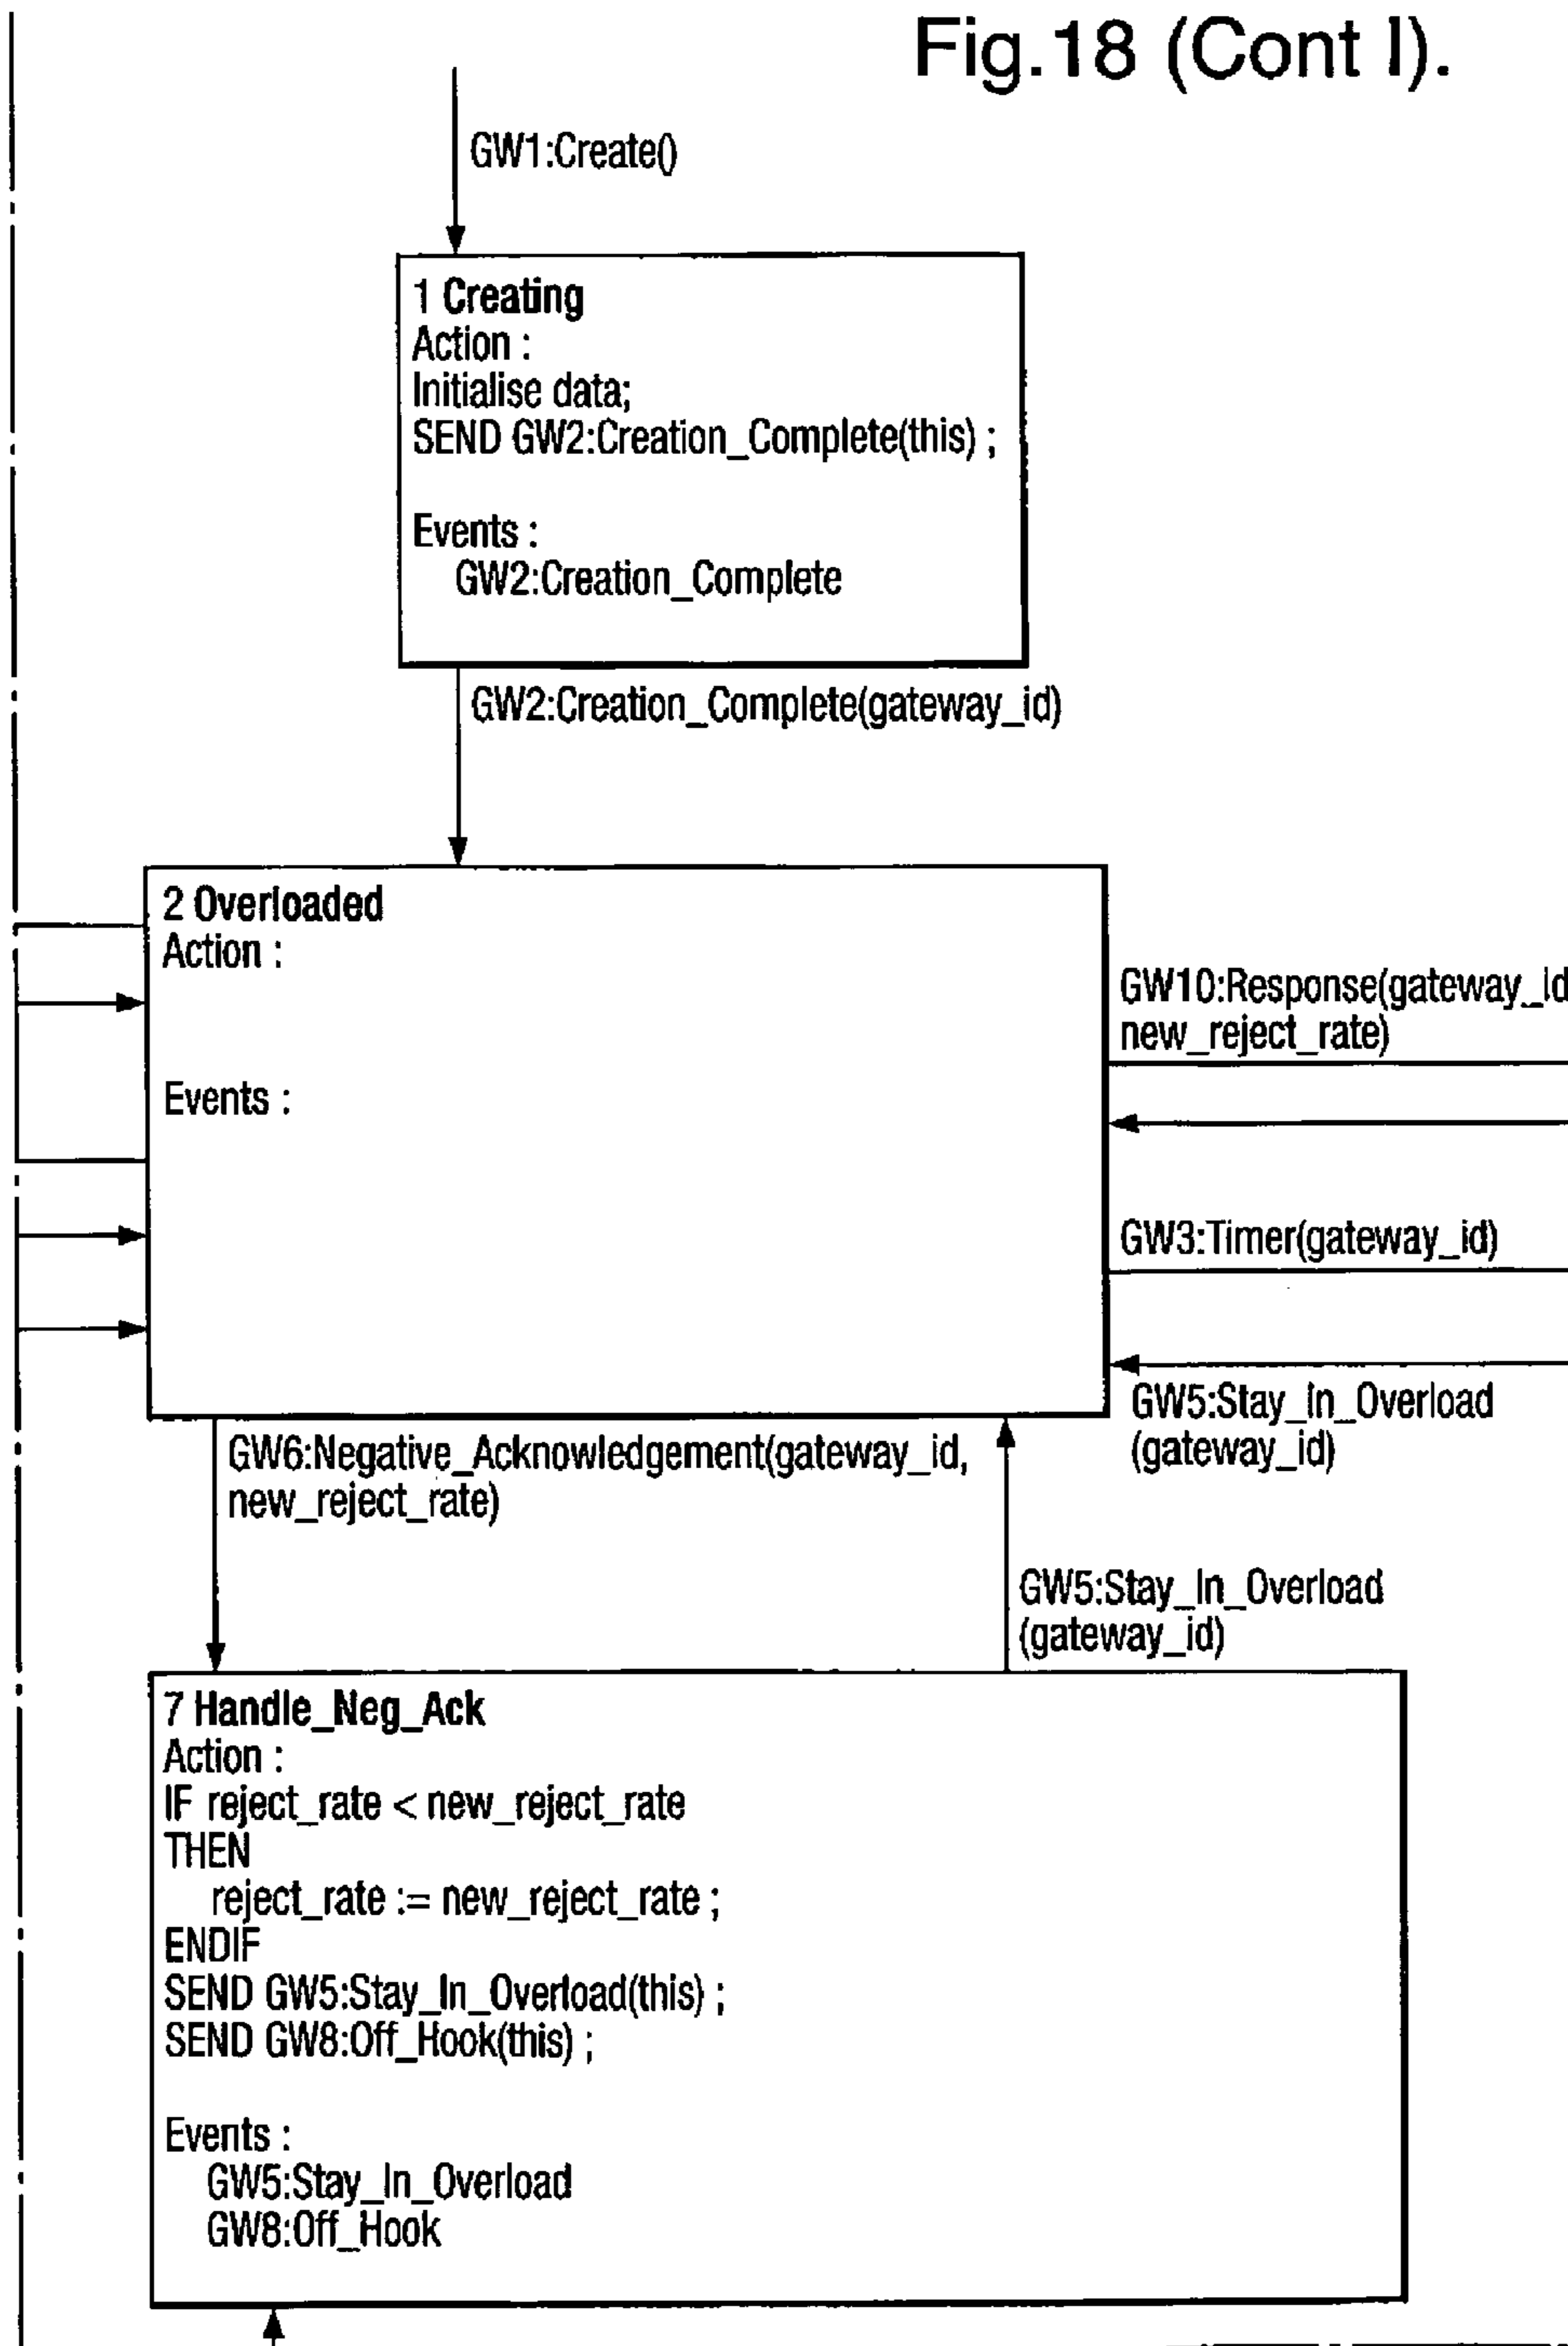 Fig.18 (Cont I).
GW1:Create()
1 Creating
Action :
Initialise data;
SEND GW2:Creation_Complete(this) ;
Events :
GW2:Creation_Complete
GW2:Creation_Complete(gateway_id)
2 Overloaded
Action :
Events :
GW10:Response(gateway_id
new_reject_rate)
GW3:Timer(gateway_id)
GW5:Stay_In_Overload
(gateway_id)
GW6:Negative_Acknowledgement(gateway_id,
new_reject_rate)
GW5:Stay_In_Overload
(gateway_id)
7 Handle_Neg_Ack
Action :
IF reject_rate < new_reject_rate
THEN
reject_rate := new_reject_rate ;
ENDIF
SEND GW5:Stay_In_Overload(this) ;
SEND GW8:Off_Hook(this) ;
Events :
GW5:Stay_In_Overload
GW8:Off_Hook